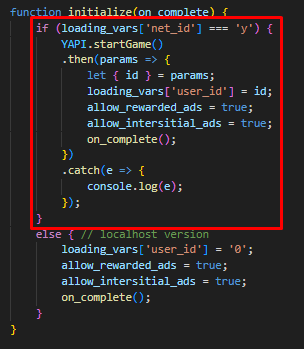 function initialize(on_complete) {
if (loading_vars['net_id'] === 'y') {
YAPI.startGame()
.then(params => {
let { id } = params;
loading_vars['user_id'] = id;
allow_rewarded_ads = true;
allow_intersitial_ads = true;
on_complete();
})
.catch(e => {
console.log(e);
});
}
else { // localhost version
loading_vars['user_id'] = '0';
allow_rewarded_ads = true;
allow_intersitial_ads = true;
on_complete();
}
}